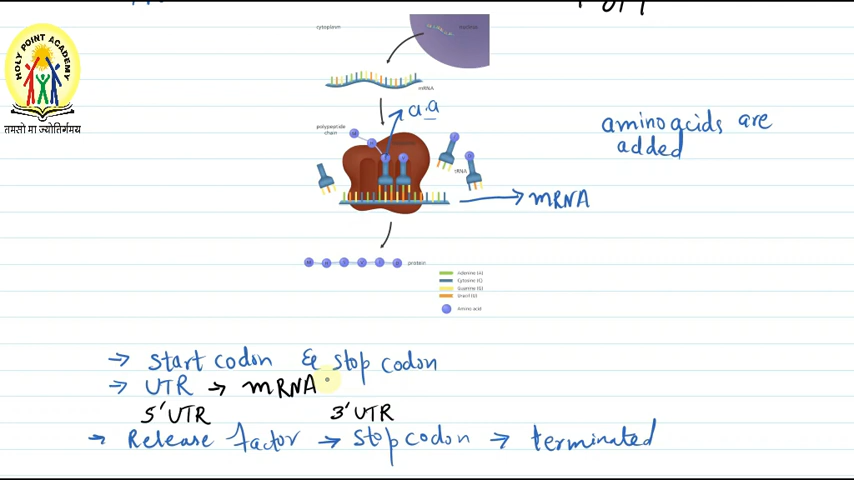 HOLY POINT ACADEMY
तमसो मा ज्योतिर्गमय
cytoplasm
nucleus
mRNA
a.a
polypeptide
chain
tRNA
amino acids are
added
→ mRNA
protein
Adenine (A)
Cytosine (C)
Guanine (G)
Uracil (U)
Amino acid
→ Start codon & stop codon
→ UTR → mRNA
5' UTR 3' UTR
→ Release factor → stop codon → terminated